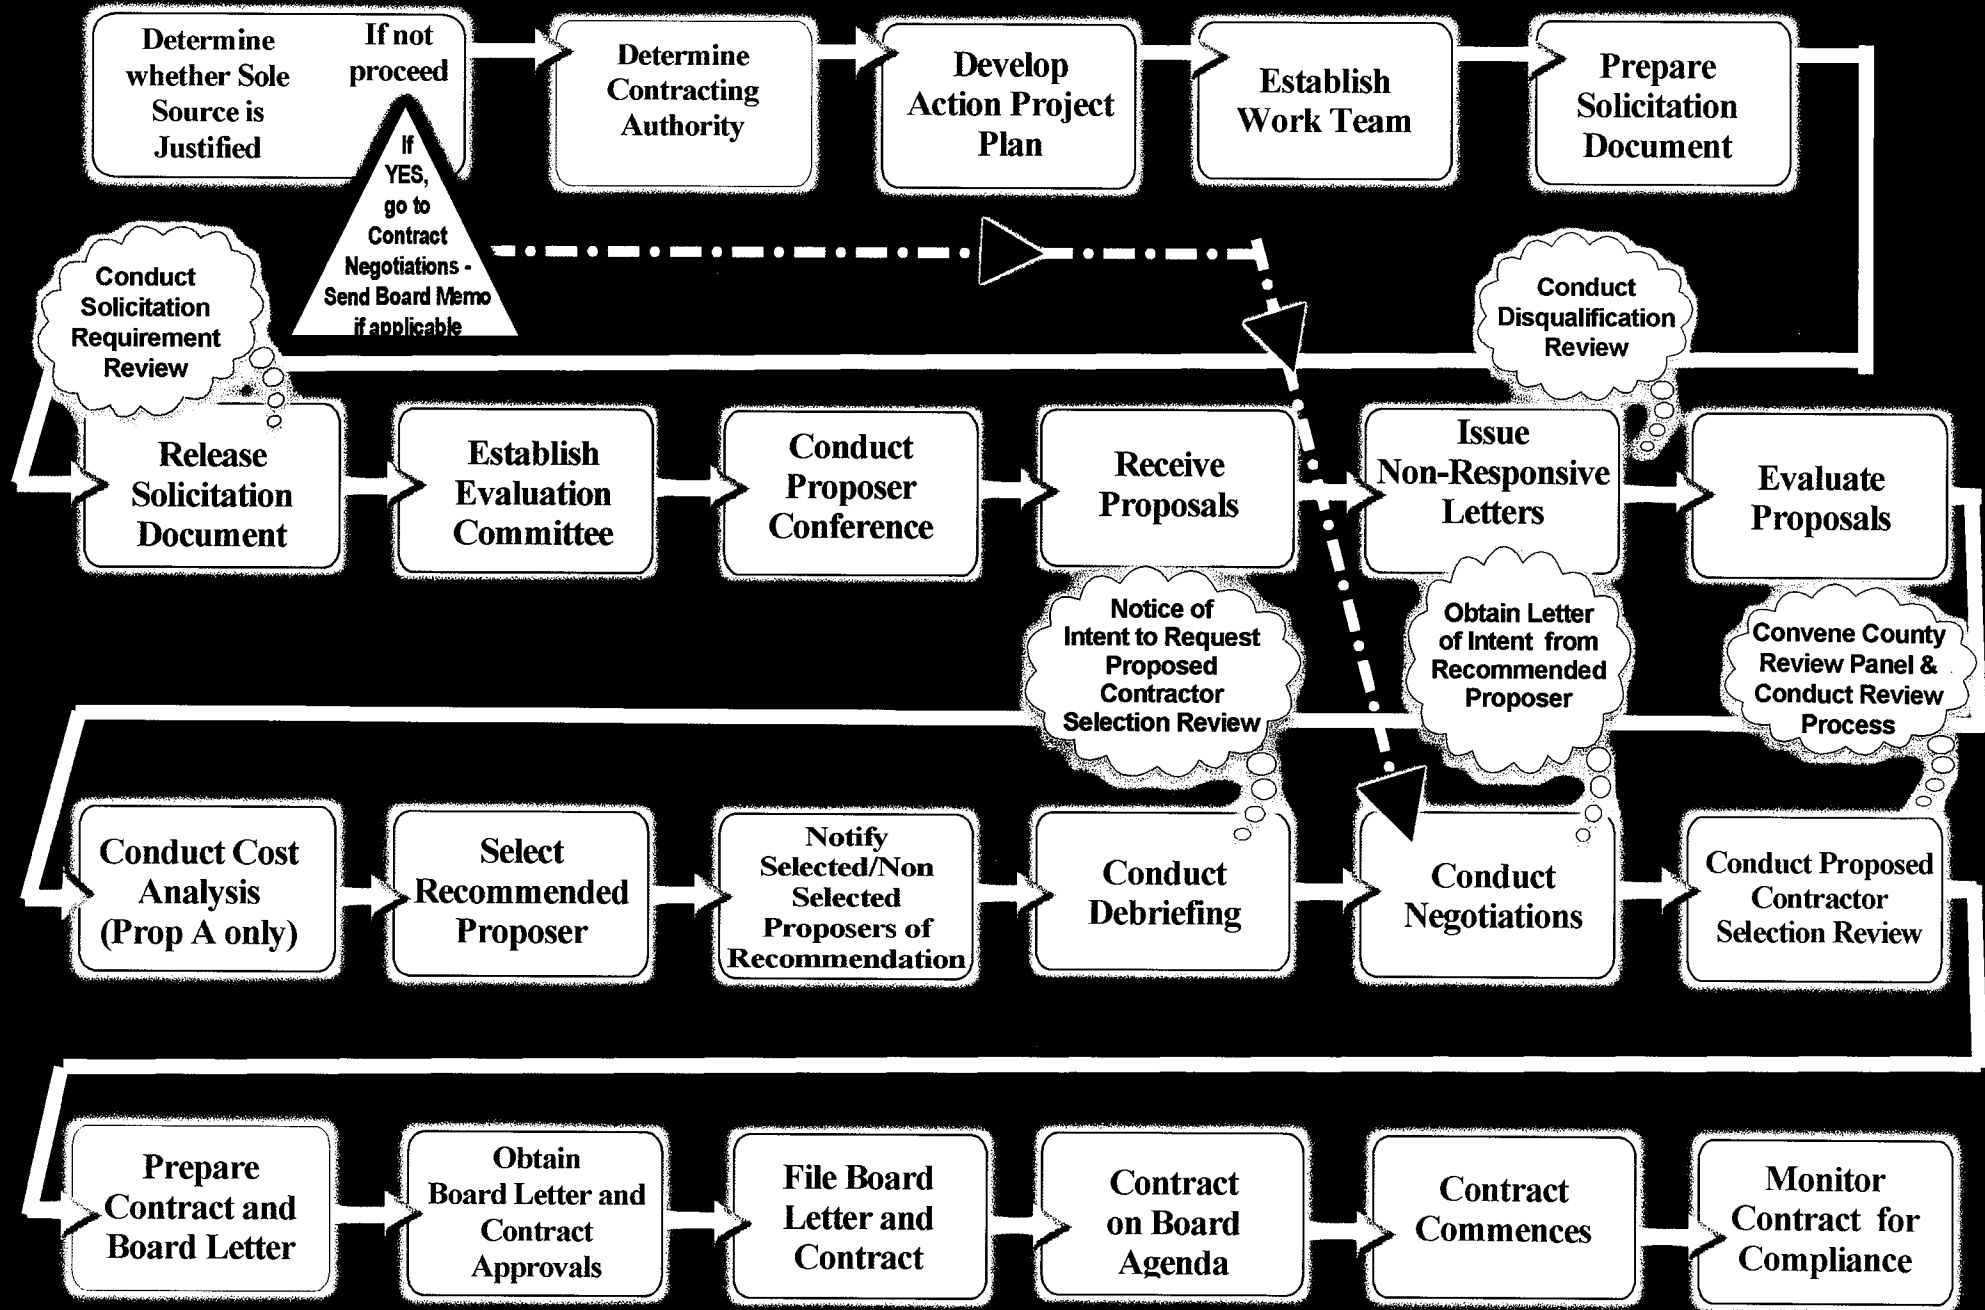 Determine
whether Sole
Source is
Justified
If not
proceed
If
YES,
go to
Contract
Negotiations -
Send Board Memo
if applicable
Determine
Contracting
Authority
Develop
Action Project
Plan
Establish
Work Team
Prepare
Solicitation
Document
Conduct
Solicitation
Requirement
Review
Conduct
Disqualification
Review
Release
Solicitation
Document
Establish
Evaluation
Committee
Conduct
Proposer
Conference
Receive
Proposals
Issue
Non-Responsive
Letters
Evaluate
Proposals
Notice of
Intent to Request
Proposed
Contractor
Selection Review
Obtain Letter
of Intent from
Recommended
Proposer
Convene County
Review Panel &
Conduct Review
Process
Conduct Cost
Analysis
(Prop A only)
Select
Recommended
Proposer
Notify
Selected/Non
Selected
Proposers of
Recommendation
Conduct
Debriefing
Conduct
Negotiations
Conduct Proposed
Contractor
Selection Review
Prepare
Contract and
Board Letter
Obtain
Board Letter and
Contract
Approvals
File Board
Letter and
Contract
Contract
on Board
Agenda
Contract
Commences
Monitor
Contract for
Compliance